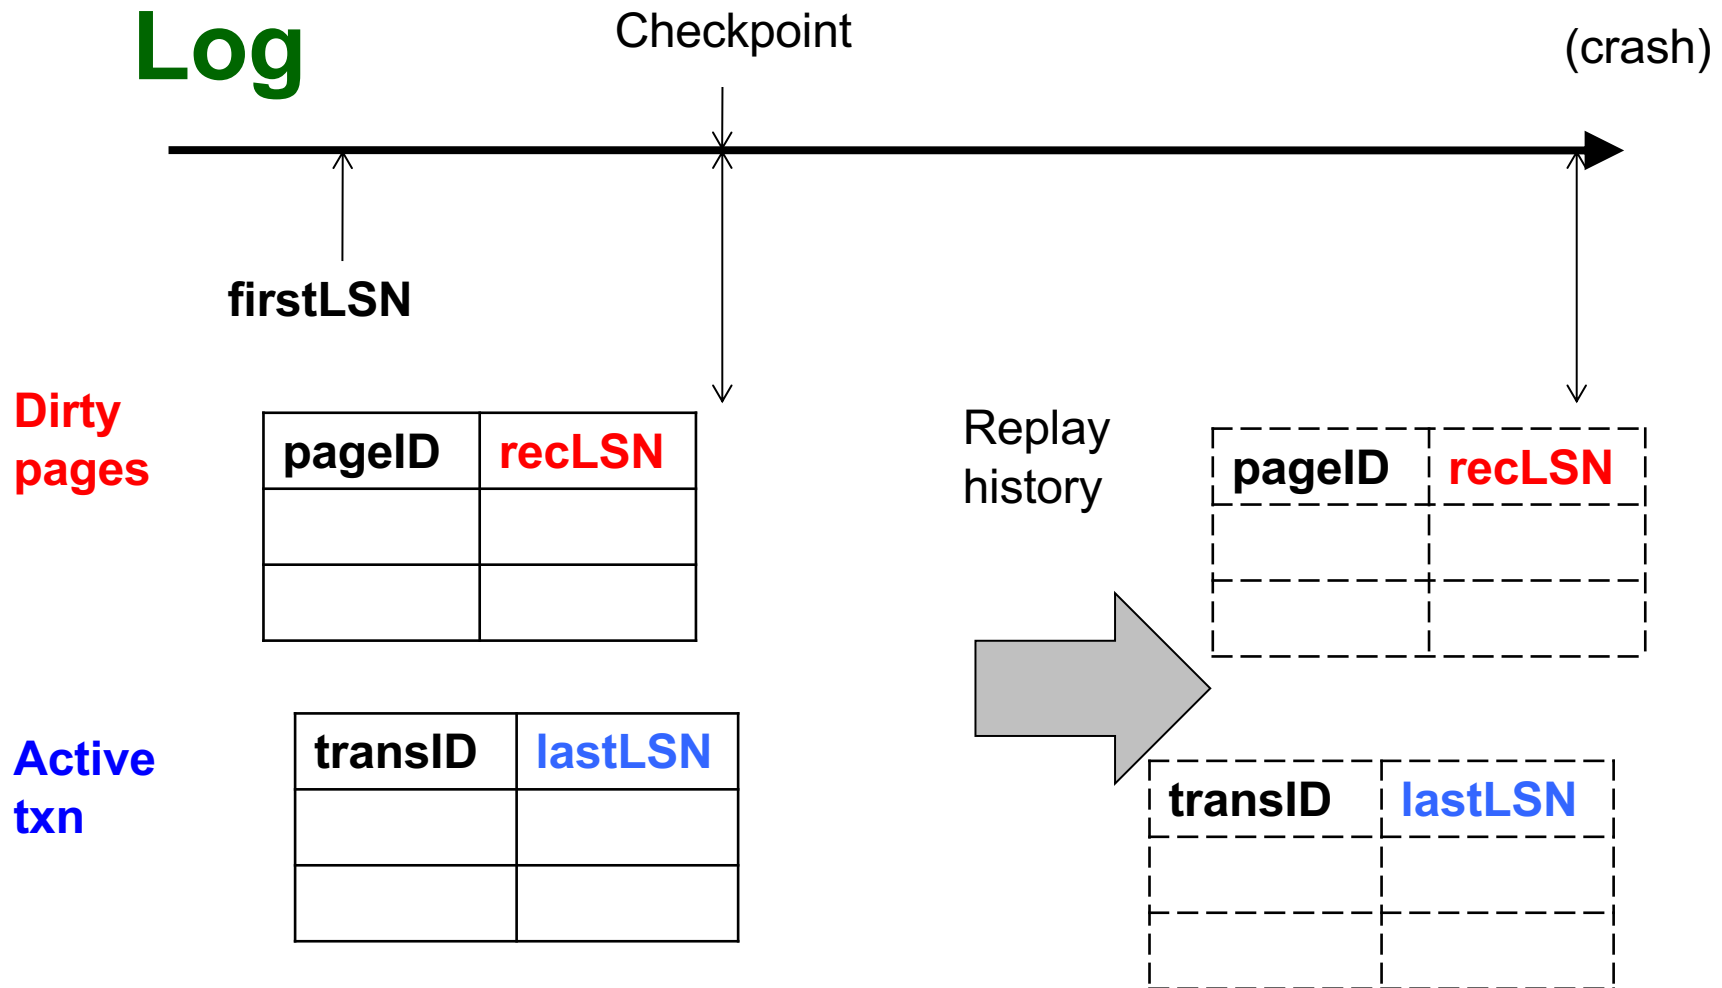 Log
Checkpoint
(crash)
firstLSN
Dirty
pages
pageID recLSN
Replay
history
pageID recLSN
Active
txn
transID lastLSN
transID lastLSN